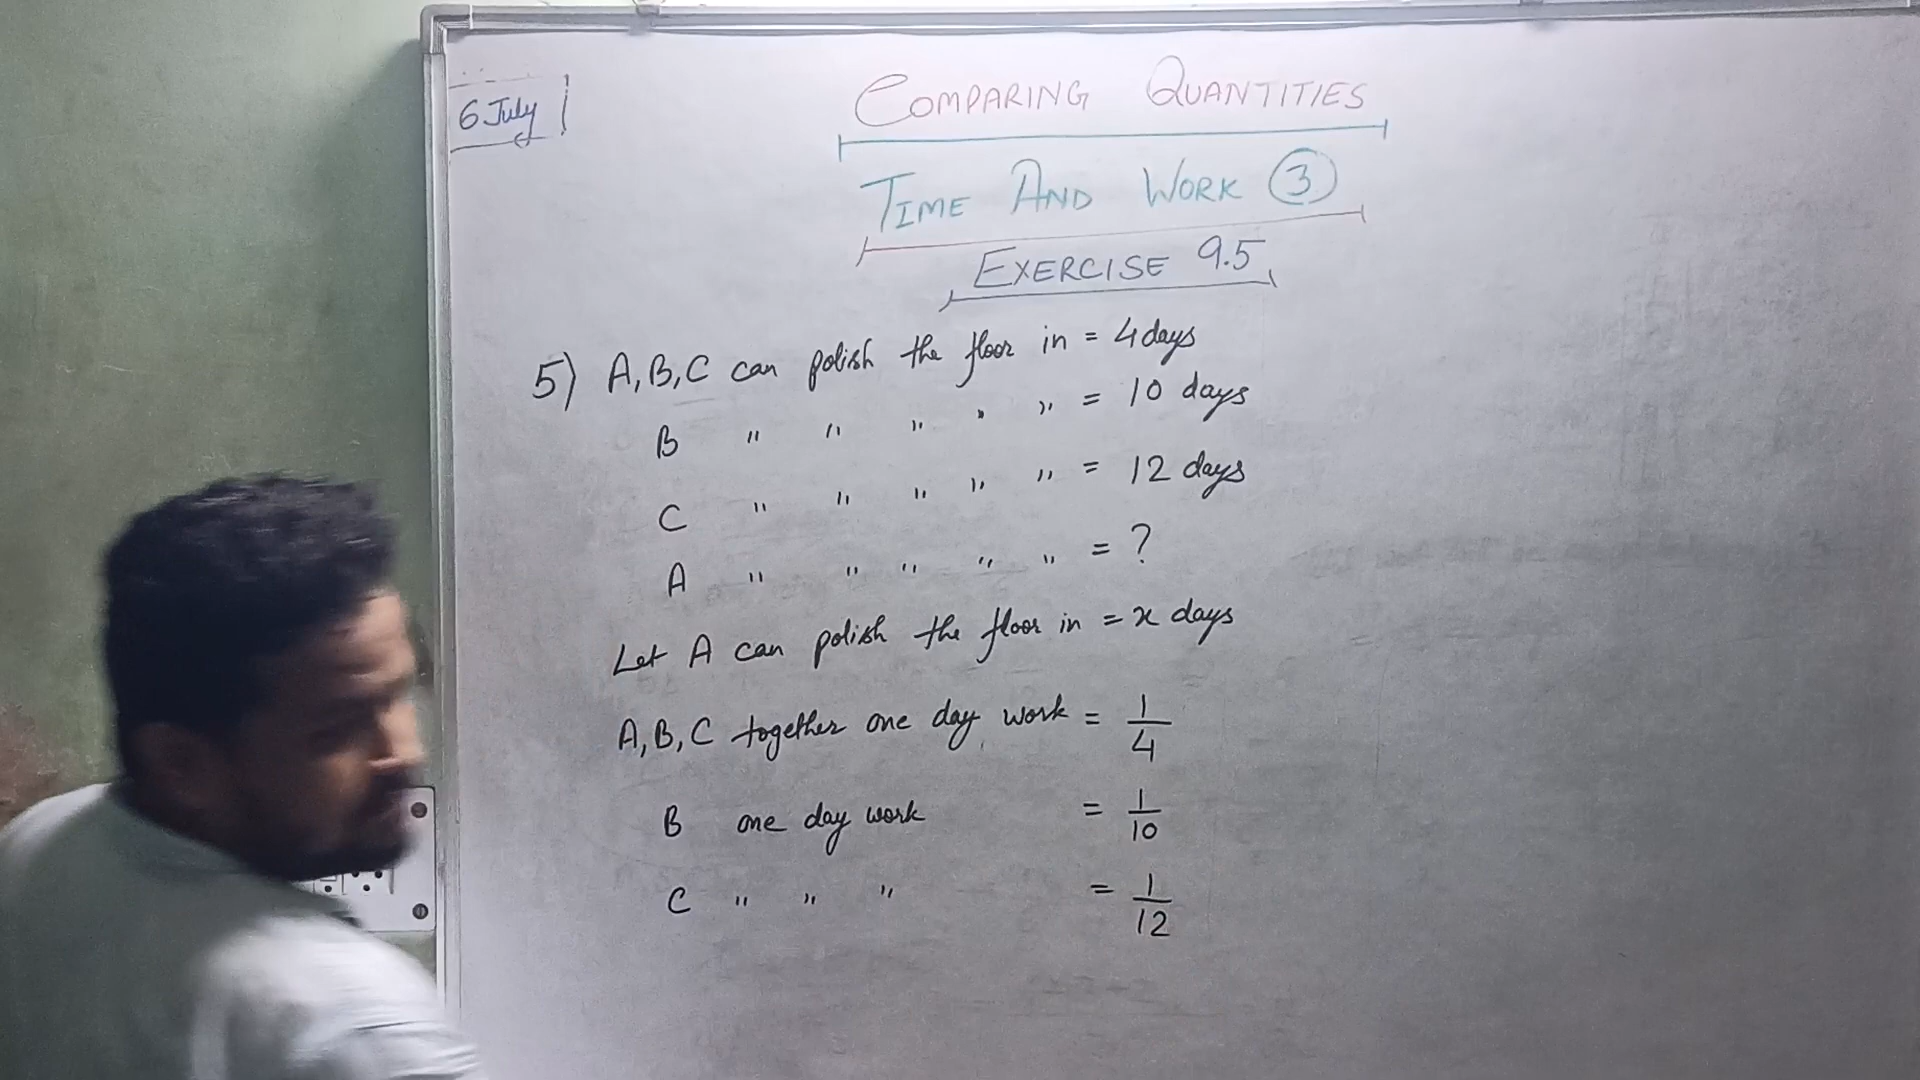 6 July
COMPARING QUANTITIES
TIME AND WORK 3
EXERCISE 9.5
5) A, B, C can polish the floor in = 4 days
B " " " " " = 10 days
C " " " " " = 12 days
A " " " " " = ?
Let A can polish the floor in = x days
A, B, C together one day work = 1/4
B one day work = 1/10
C " " " = 1/12